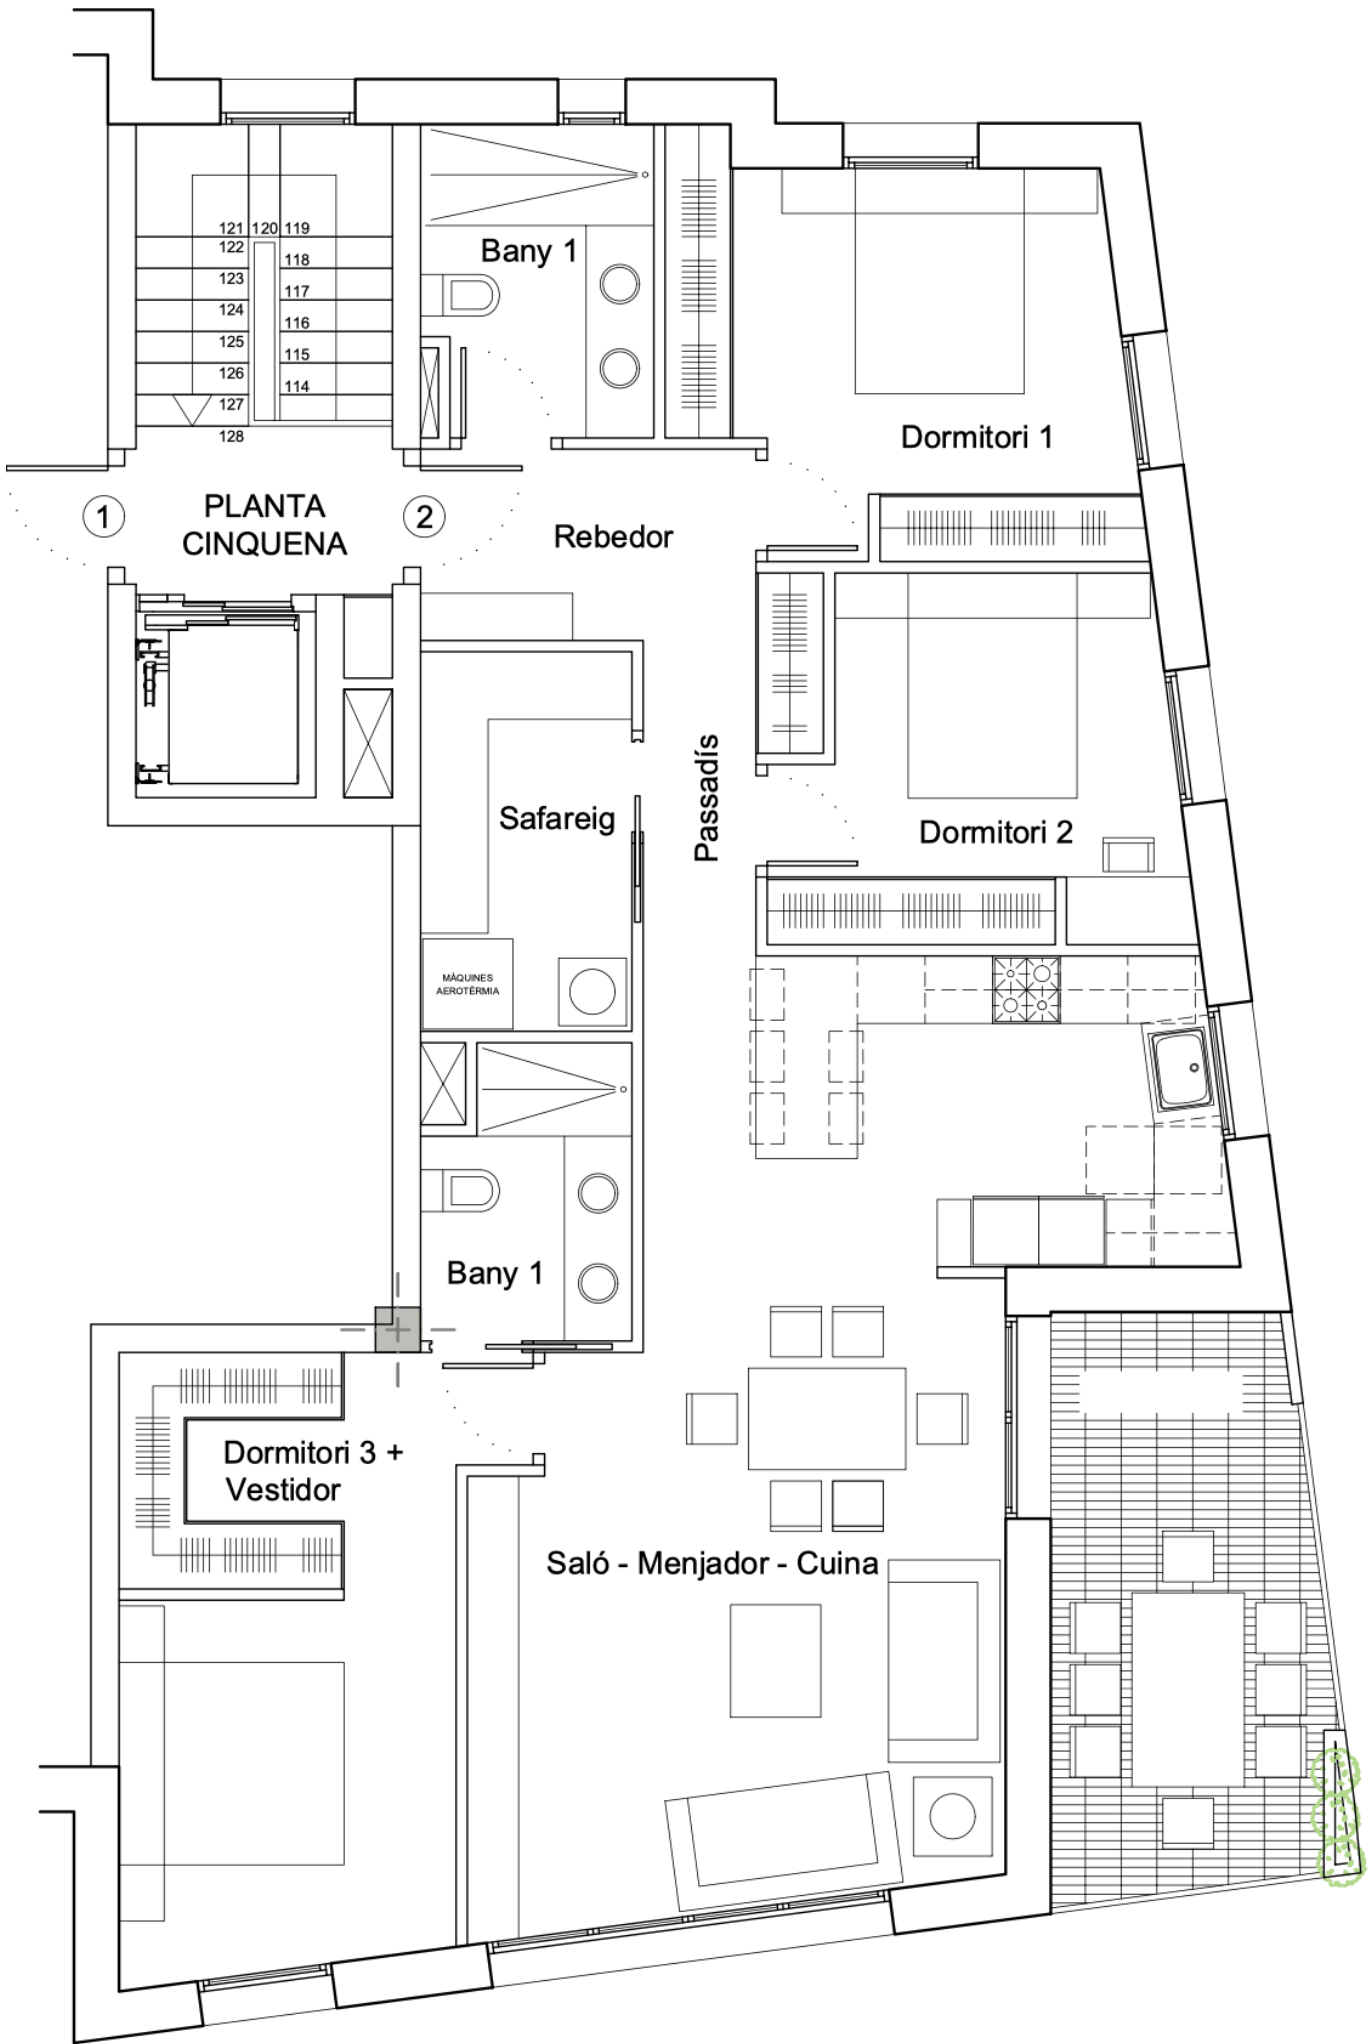 121 120 119
122
118
123
117
124
116
125
115
126
114
127
128
Bany 1
Dormitori 1
1
PLANTA
CINQUENA
2
Rebedor
Passadís
Safareig
Dormitori 2
MÀQUINES
AEROTÈRMIA
Bany 1
Dormitori 3 +
Vestidor
Saló - Menjador - Cuina